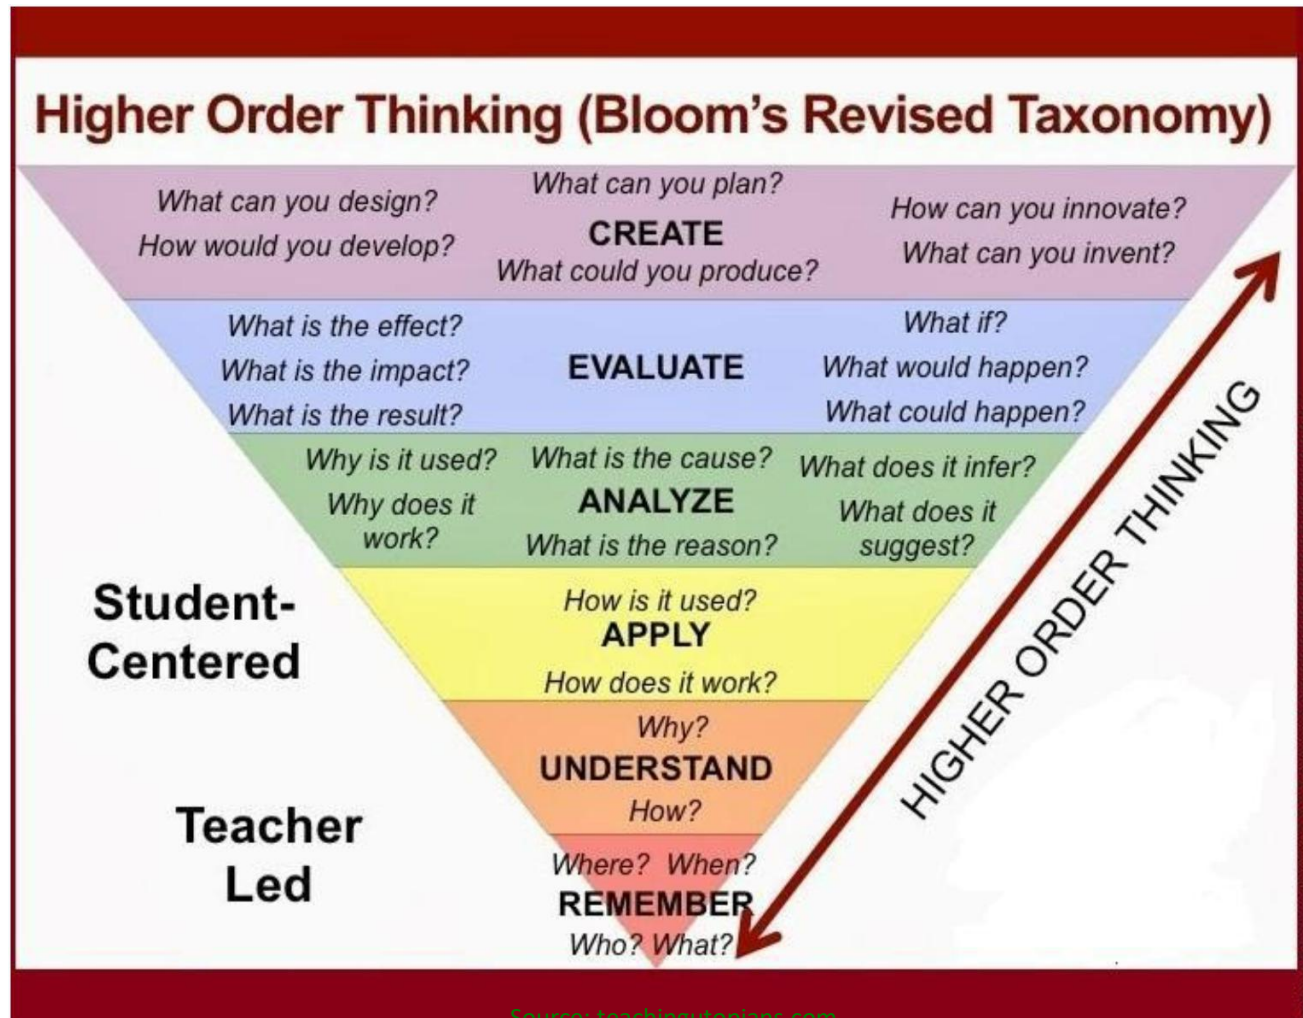 Higher Order Thinking (Bloom's Revised Taxonomy)
What can you plan?
What can you design?
How would you develop?
CREATE
What could you produce?
How can you innovate?
What can you invent?
What is the effect?
What is the impact?
What is the result?
EVALUATE
What if?
What would happen?
What could happen?
Why is it used?
Why does it
work?
What is the cause?
ANALYZE
What is the reason?
What does it infer?
What does it
suggest?
How is it used?
APPLY
How does it work?
Why?
UNDERSTAND
How?
Where? When?
REMEMBER
Who? What?
Student-
Centered
Teacher
Led
HIGHER ORDER THINKING
Source: teachingutopians.com